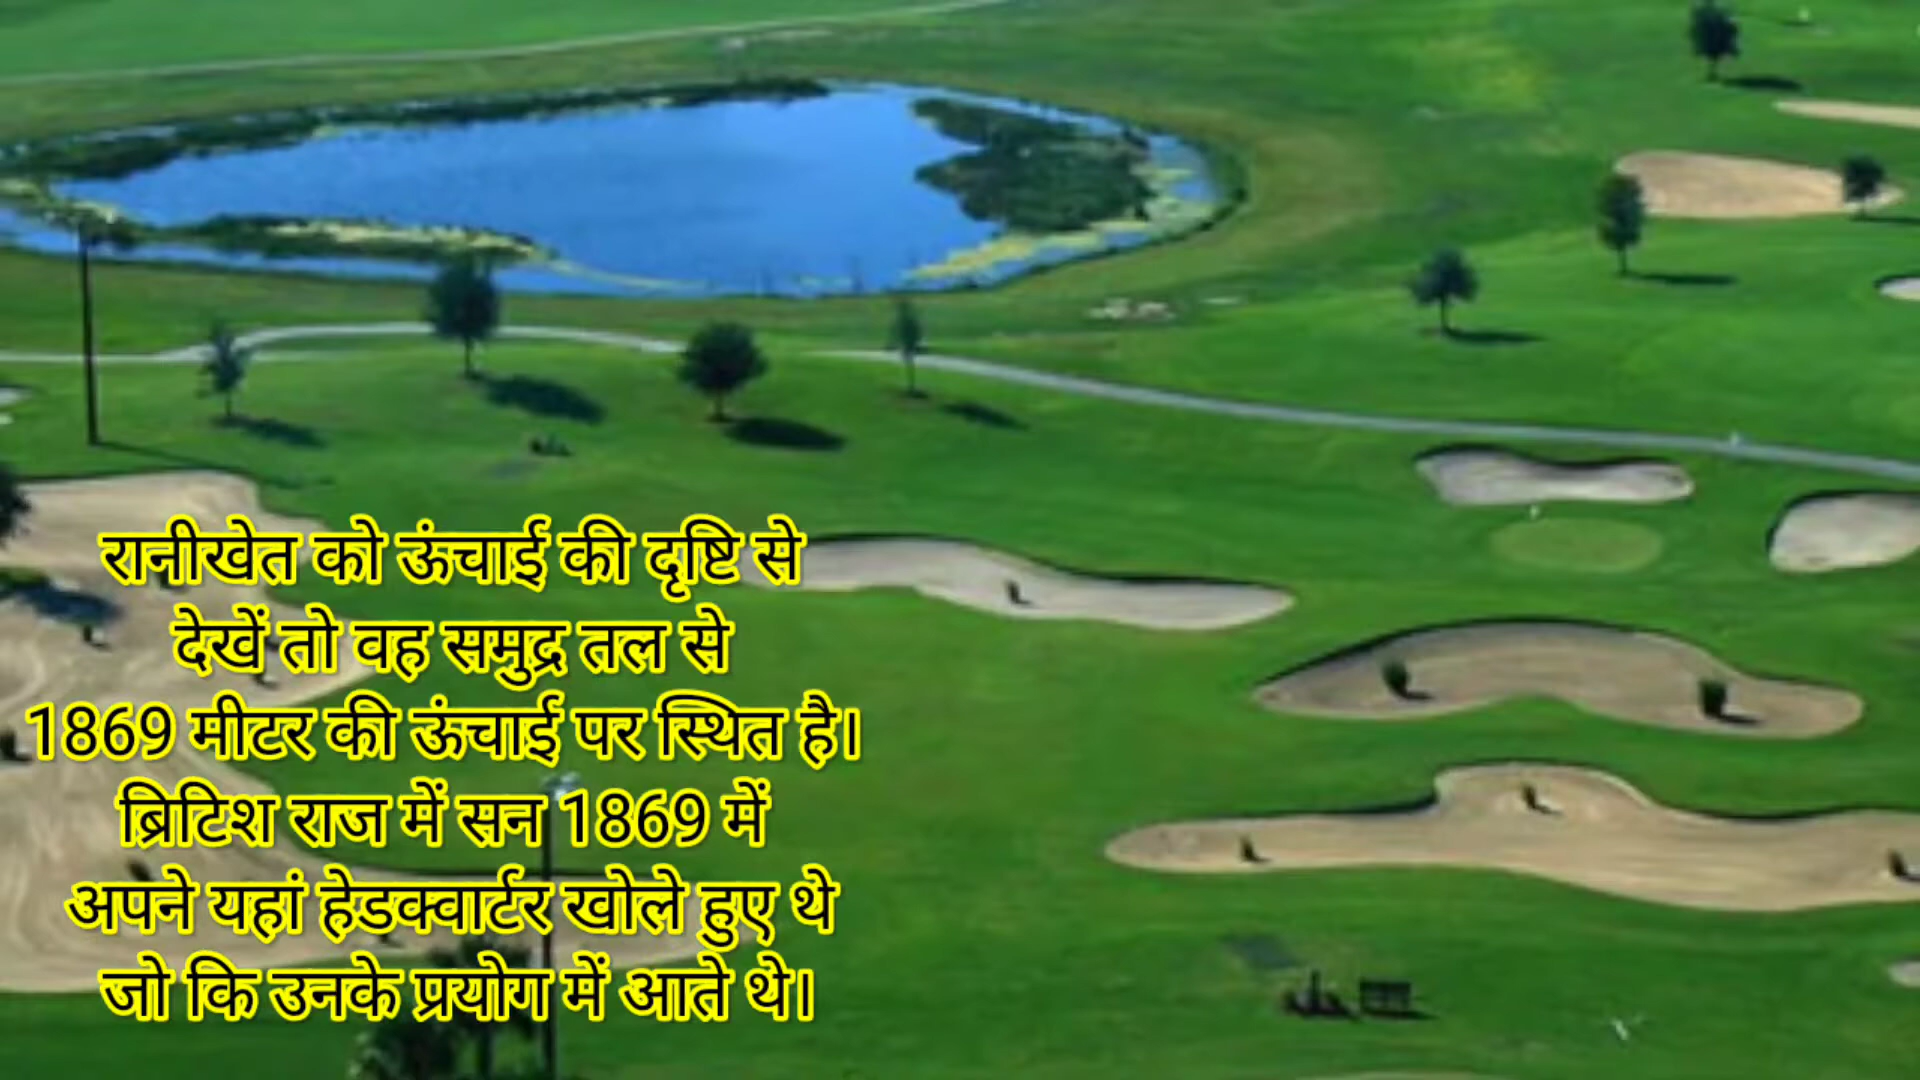 रानीखेत को ऊंचाई की दृष्टि से
देखें तो वह समुद्र तल से
1869 मीटर की ऊंचाई पर स्थित है।
ब्रिटिश राज में सन 1869 में
अपने यहां हेडक्वार्टर खोले हुए थे
जो कि उनके प्रयोग में आते थे।